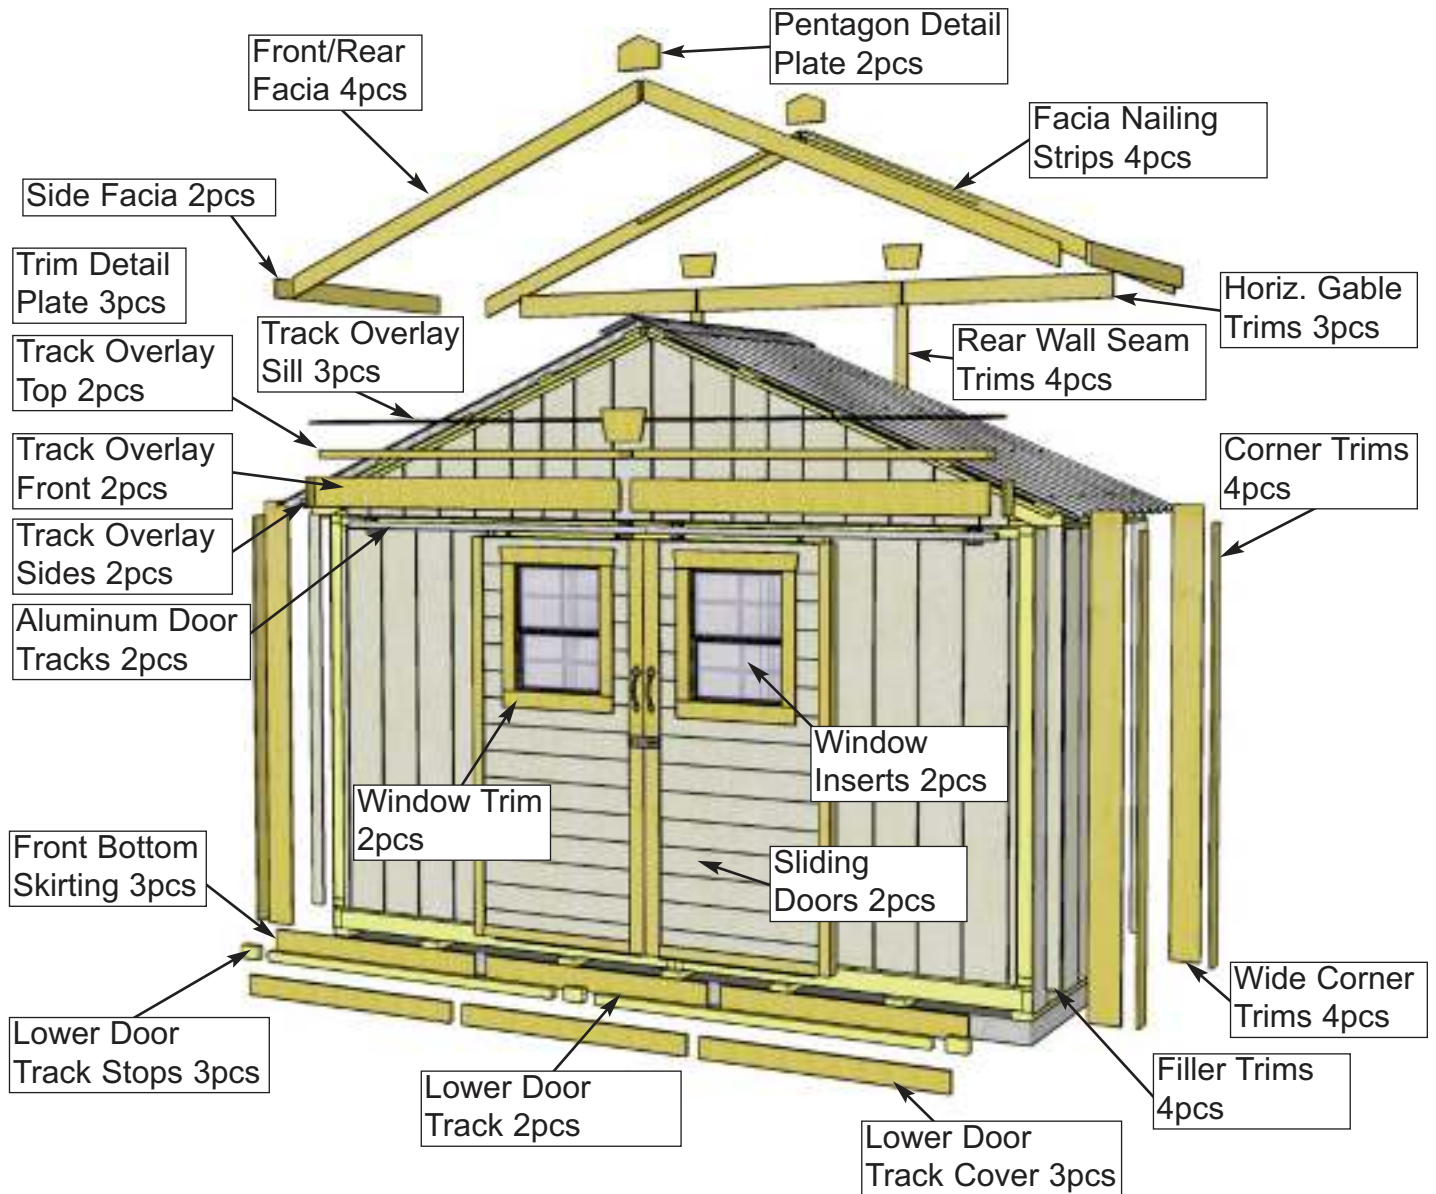 Pentagon Detail
Plate 2pcs
Front/Rear
Facia 4pcs
Facia Nailing
Strips 4pcs
Side Facia 2pcs
Trim Detail
Plate 3pcs
Horiz. Gable
Trims 3pcs
Track Overlay
Sill 3pcs
Rear Wall Seam
Trims 4pcs
Track Overlay
Top 2pcs
Track Overlay
Front 2pcs
Corner Trims
4pcs
Track Overlay
Sides 2pcs
Aluminum Door
Tracks 2pcs
Window
Inserts 2pcs
Window Trim
2pcs
Front Bottom
Skirting 3pcs
Sliding
Doors 2pcs
Wide Corner
Trims 4pcs
Lower Door
Track Stops 3pcs
Filler Trims
4pcs
Lower Door
Track 2pcs
Lower Door
Track Cover 3pcs